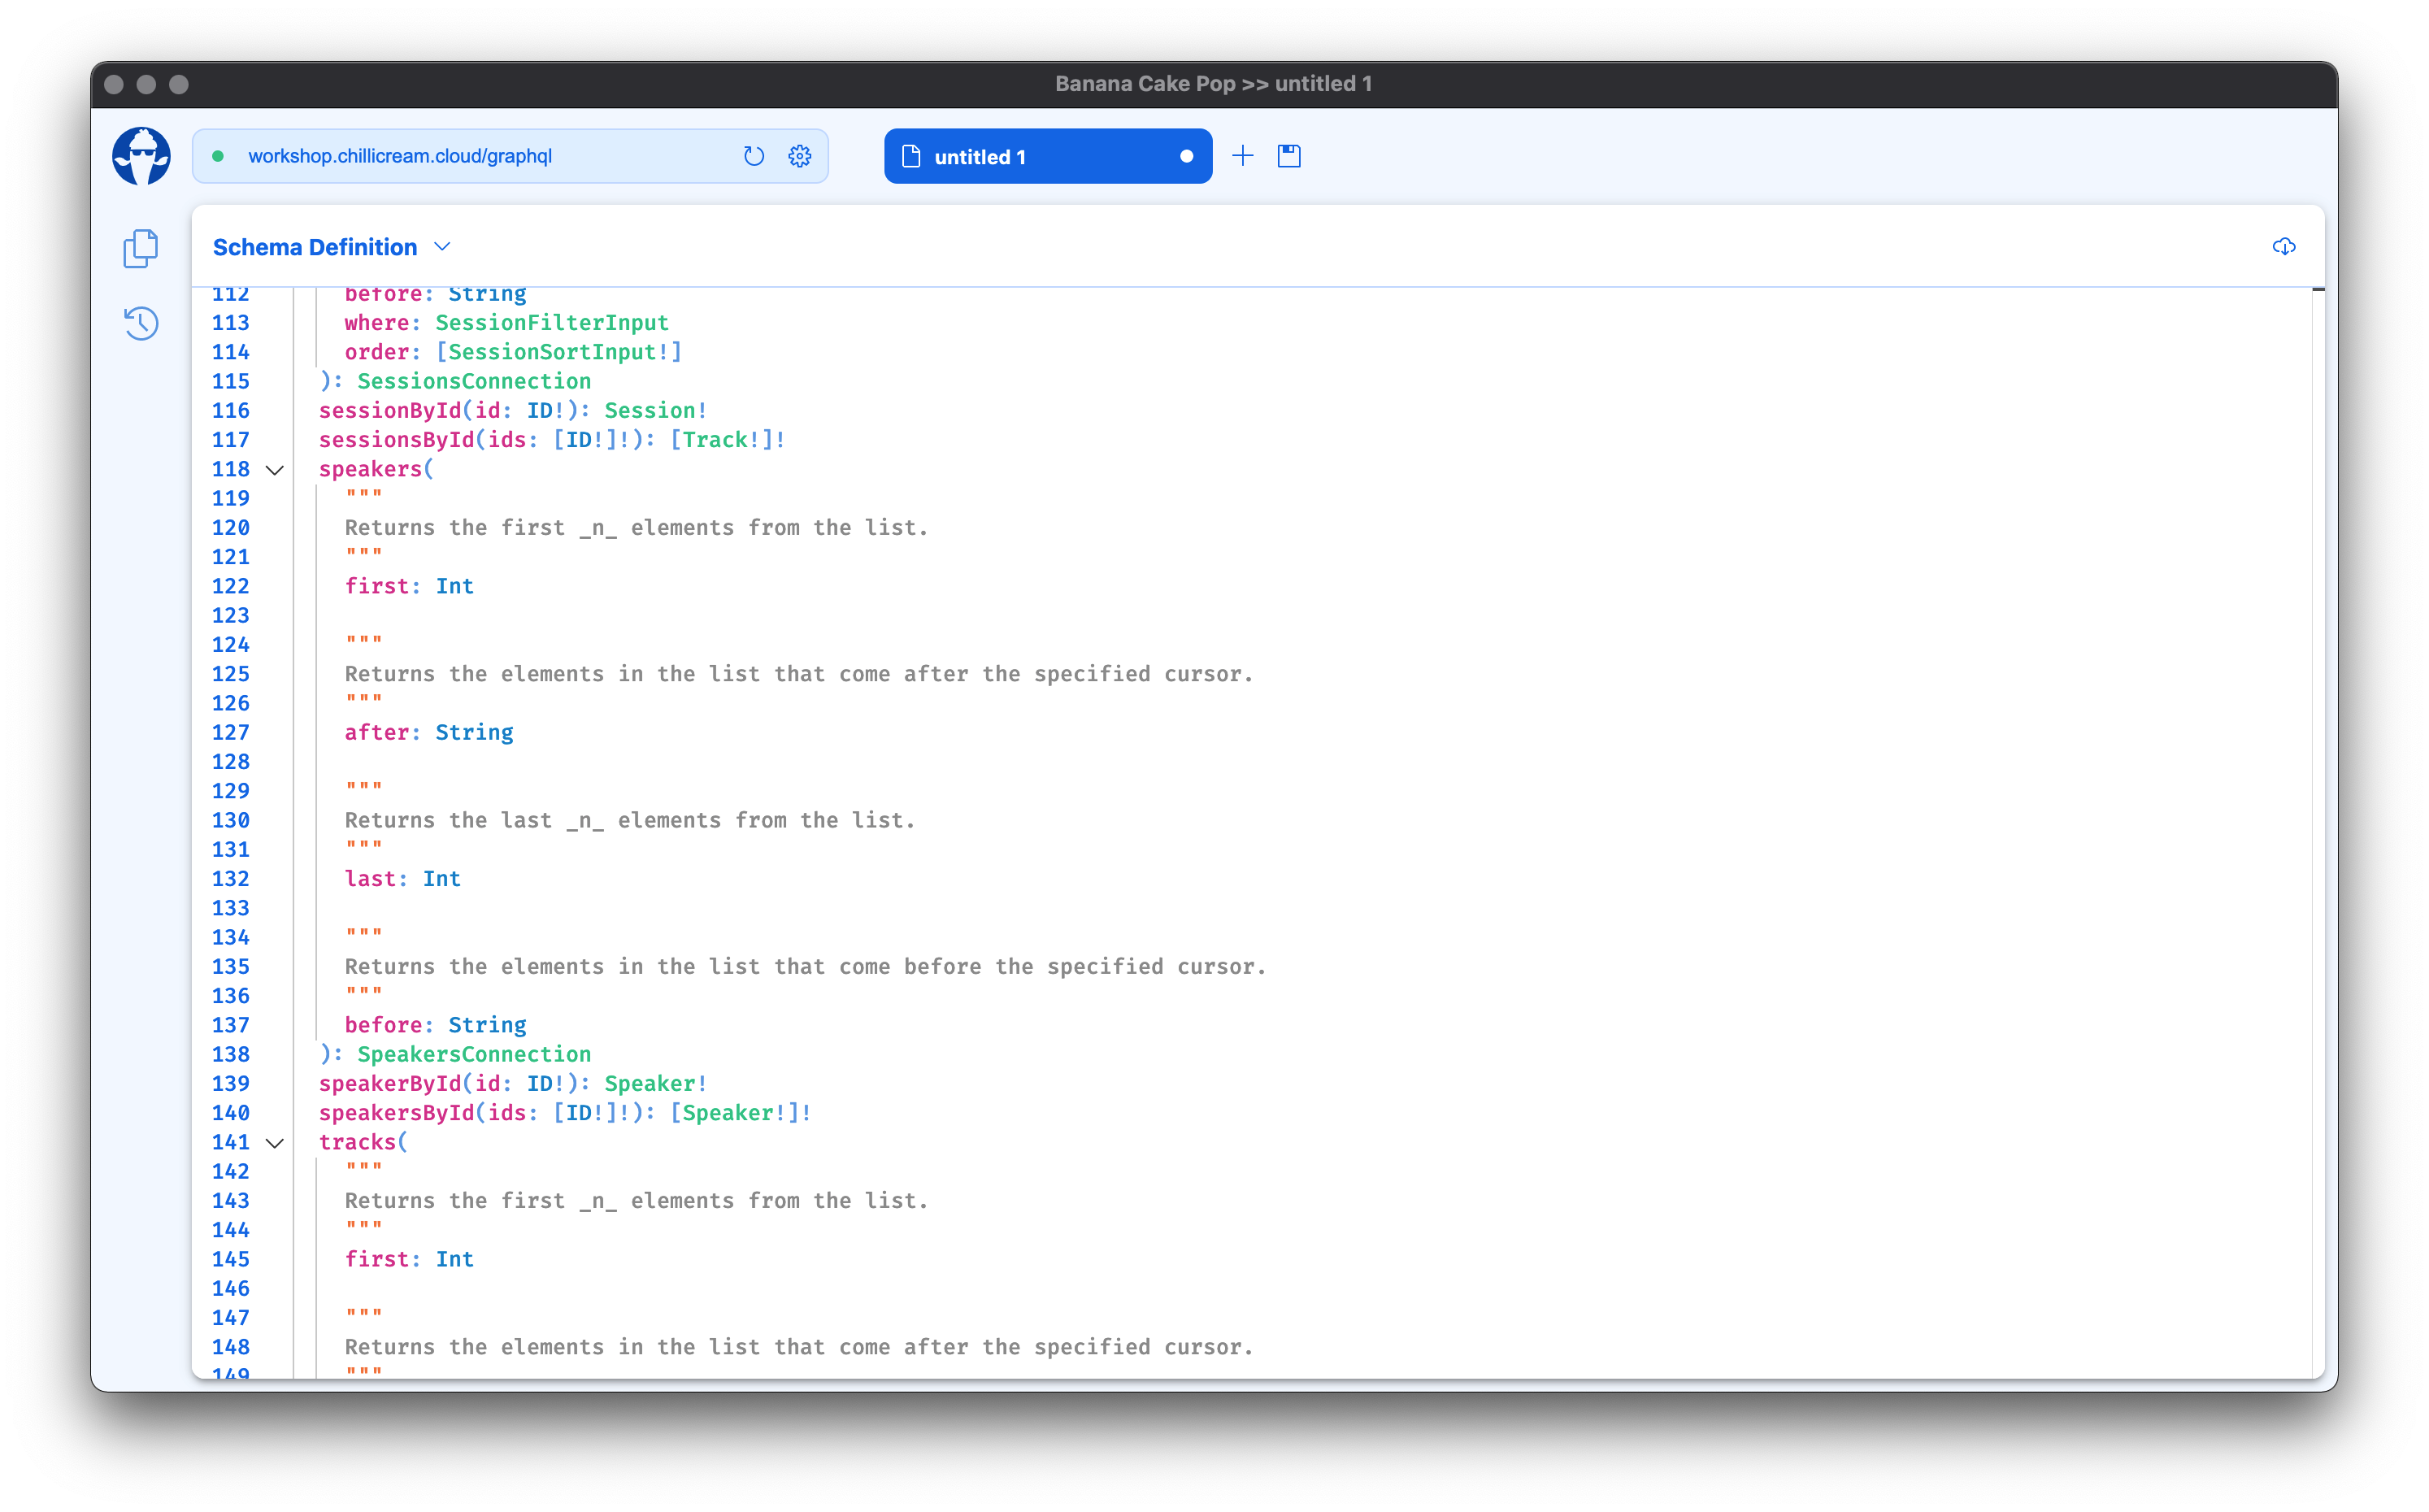 Banana Cake Pop >> untitled 1
workshop.chillicream.cloud/graphql
untitled 1
Schema Definition
112 before: String
113 where: SessionFilterInput
114 order: [SessionSortInput!]
115 ): SessionsConnection
116 sessionById(id: ID!): Session!
117 sessionsById(ids: [ID!]!): [Track!]!
118 speakers(
119 """
120 Returns the first _n_ elements from the list.
121 """
122 first: Int
123
124 """
125 Returns the elements in the list that come after the specified cursor.
126 """
127 after: String
128
129 """
130 Returns the last _n_ elements from the list.
131 """
132 last: Int
133
134 """
135 Returns the elements in the list that come before the specified cursor.
136 """
137 before: String
138 ): SpeakersConnection
139 speakerById(id: ID!): Speaker!
140 speakersById(ids: [ID!]!): [Speaker!]!
141 tracks(
142 """
143 Returns the first _n_ elements from the list.
144 """
145 first: Int
146
147 """
148 Returns the elements in the list that come after the specified cursor.
149 """